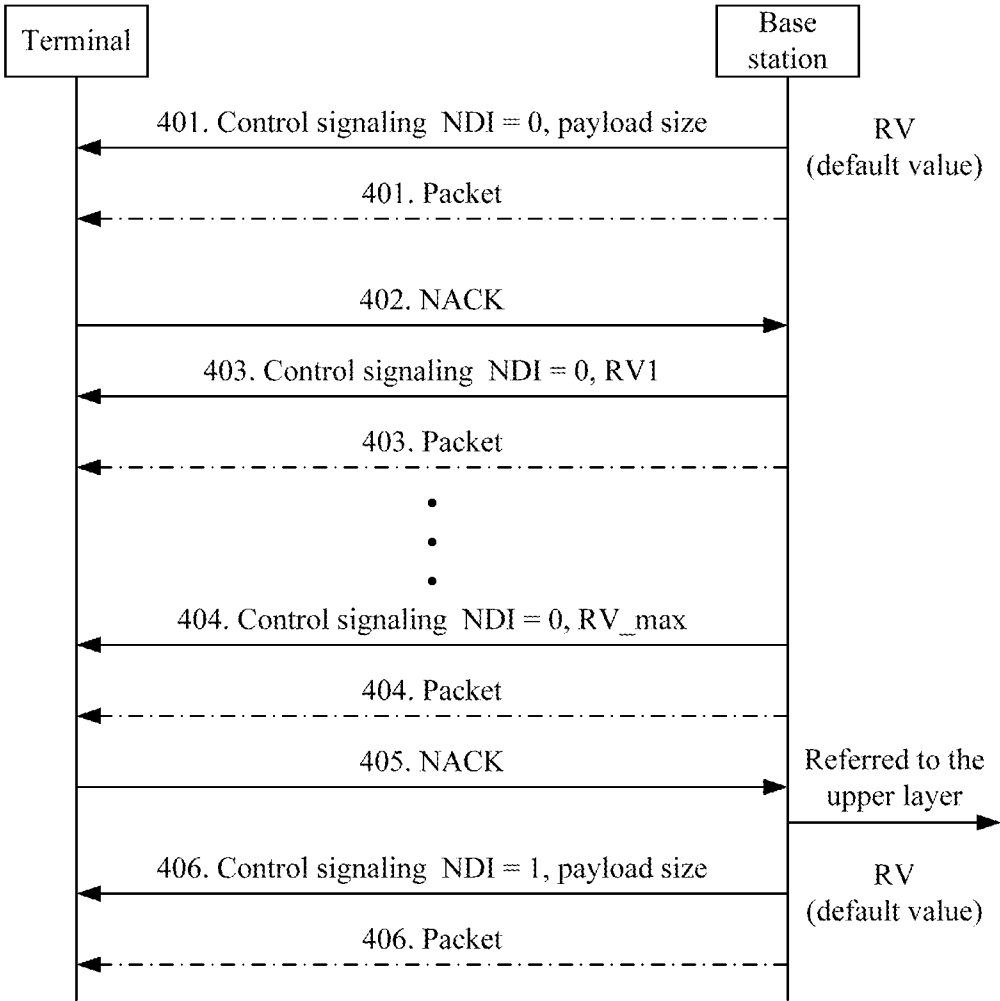 Terminal
Base
station
401. Control signaling NDI = 0, payload size
RV
(default value)
401. Packet
402. NACK
403. Control signaling NDI = 0, RV1
403. Packet
404. Control signaling NDI = 0, RV_max
404. Packet
405. NACK
Referred to the
upper layer
406. Control signaling NDI = 1, payload size
RV
(default value)
406. Packet